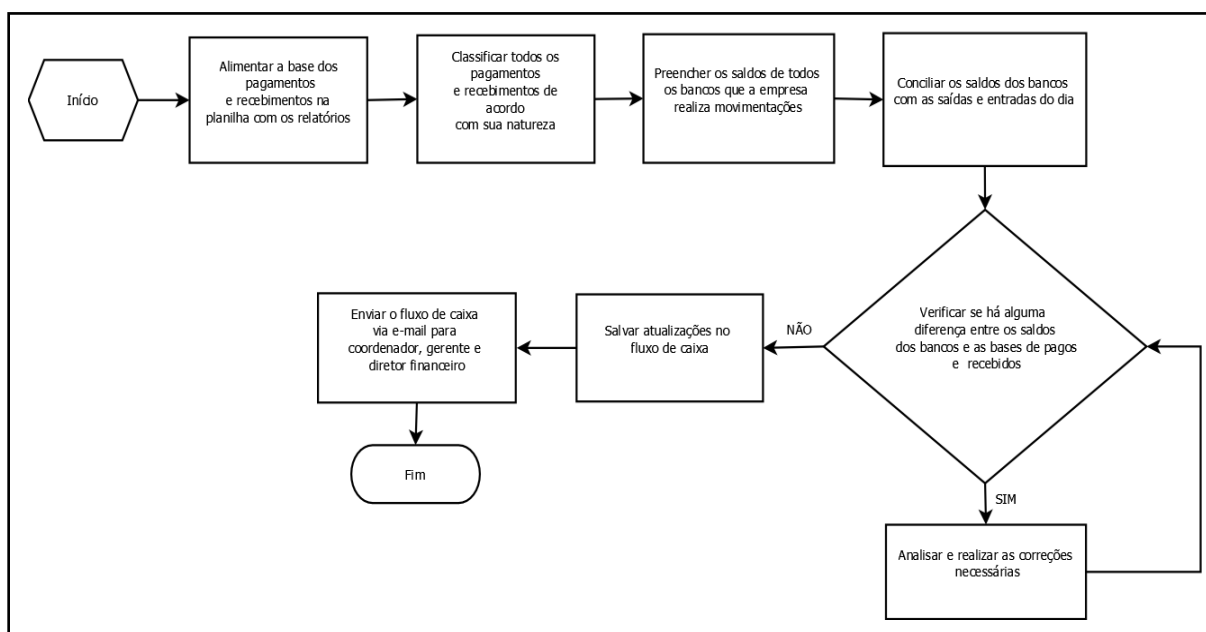 Início
Alimentar a base dos
pagamentos
e recebimentos na
planilha com os relatórios
Classificar todos os
pagamentos
e recebimentos de
acordo
com sua natureza
Preencher os saldos de todos
os bancos que a empresa
realiza movimentações
Conciliar os saldos dos bancos
com as saídas e entradas do dia
Verificar se há alguma
diferença entre os saldos
dos bancos e as bases de pagos
e recebidos
NÃO
Salvar atualizações no
fluxo de caixa
Enviar o fluxo de caixa
via e-mail para
coordenador, gerente e
diretor financeiro
Fim
SIM
Analisar e realizar as correções
necessárias